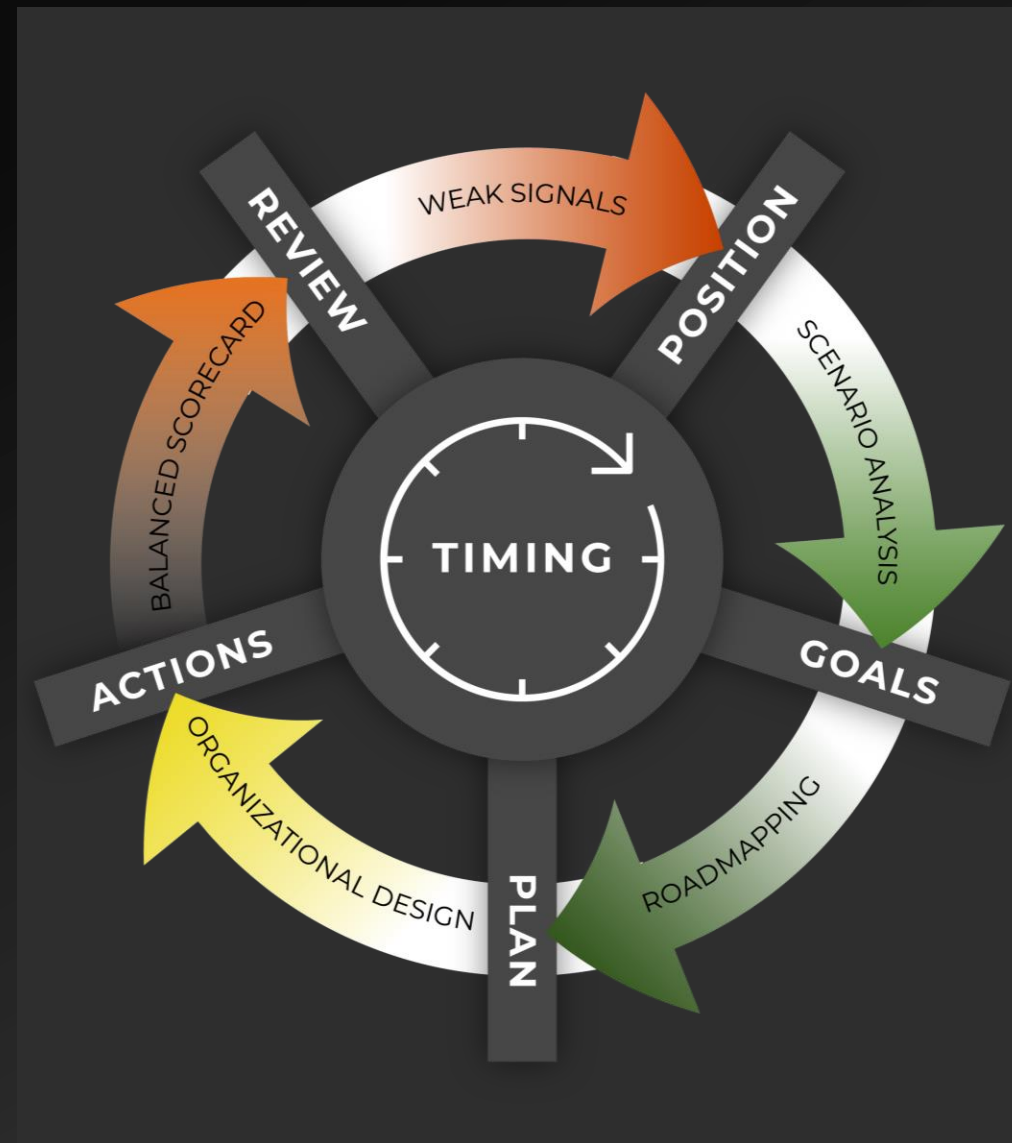 WEAK SIGNALS
POSITION
SCENARIO ANALYSIS
GOALS
ROADMAPPING
PLAN
ORGANIZATIONAL DESIGN
ACTIONS
BALANCED SCORECARD
REVIEW
TIMING